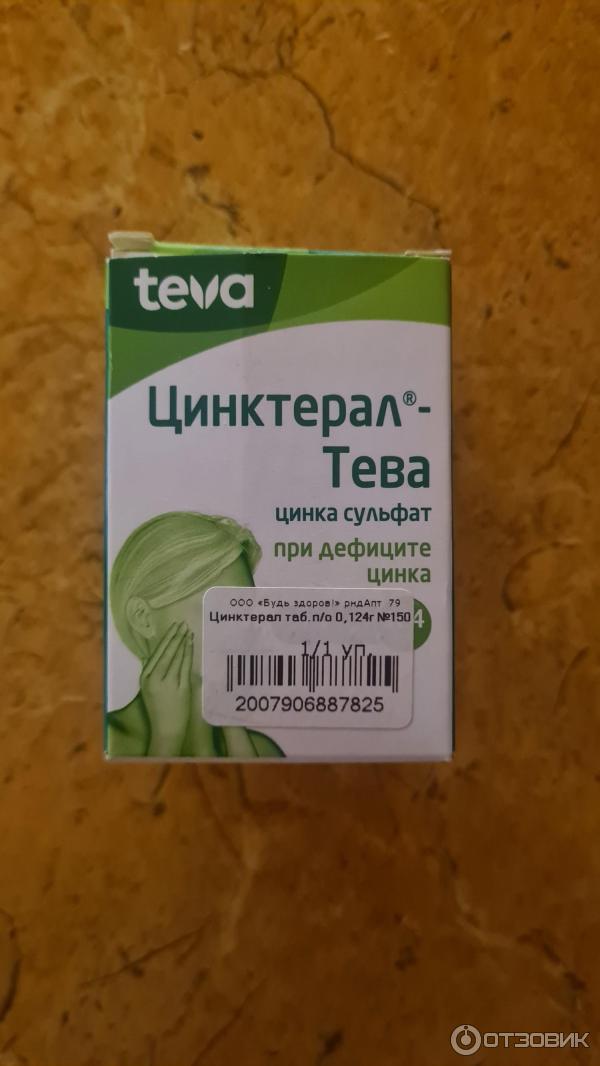 teva
Цинктерал®-
Тева
цинка сульфат
при дефиците
цинка
ООО «Будь здоров!» рндАпт 79
Цинктерал таб.п/о 0,124г №150
4
1/1 уп.
2007906887825
ОТЗОВИК